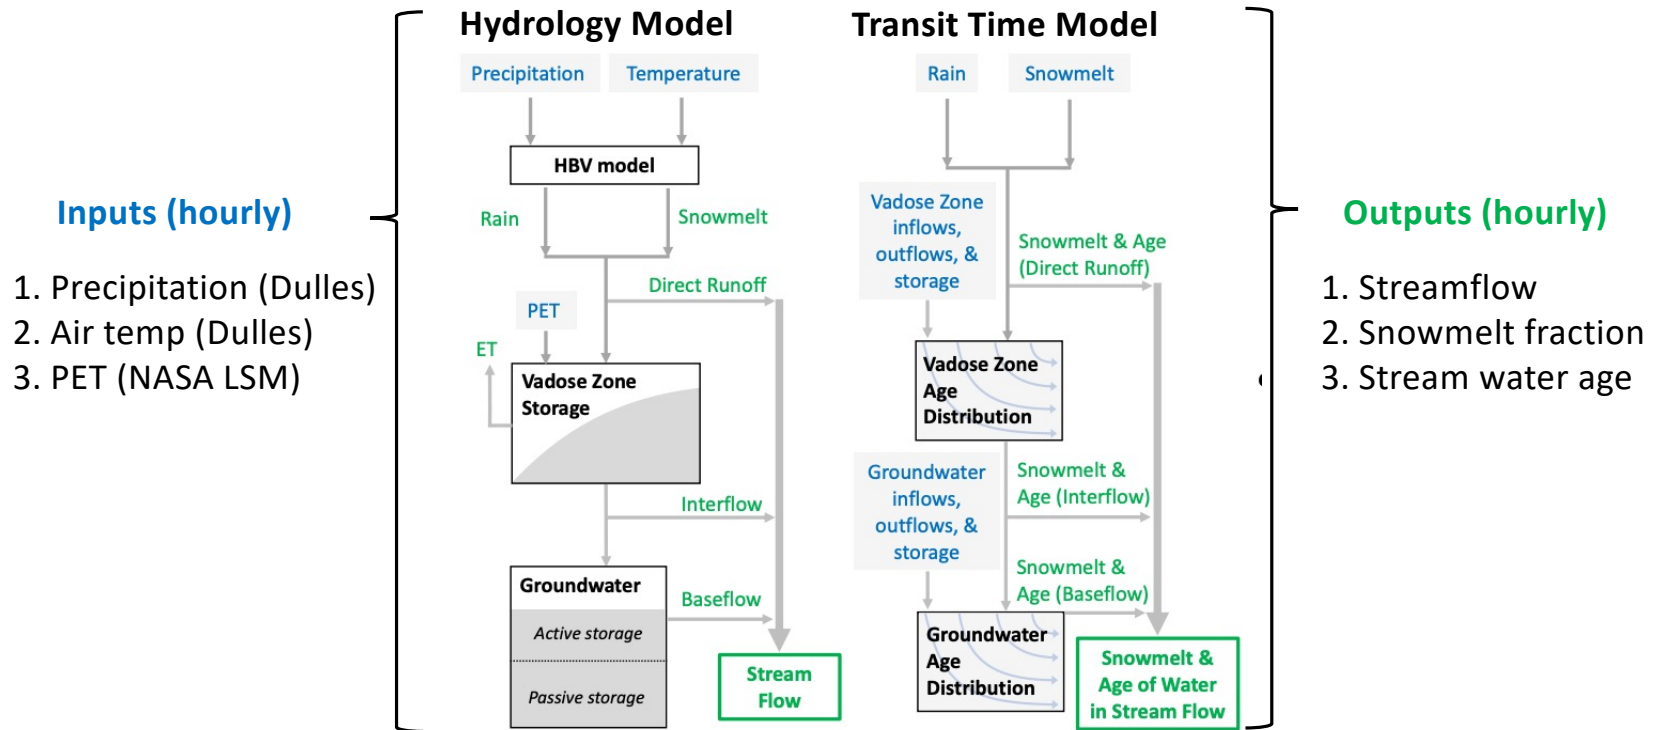 Hydrology Model
Transit Time Model
Inputs (hourly)
1. Precipitation (Dulles)
2. Air temp (Dulles)
3. PET (NASA LSM)
Precipitation
Temperature
HBV model
Rain
Snowmelt
Direct Runoff
PET
ET
Vadose Zone
Storage
Interflow
Groundwater
Active storage
Passive storage
Baseflow
Stream
Flow
Rain
Snowmelt
Vadose Zone
inflows,
outflows, &
storage
Snowmelt & Age
(Direct Runoff)
Vadose Zone
Age
Distribution
Groundwater
inflows,
outflows, &
storage
Snowmelt &
Age (Interflow)
Snowmelt &
Age (Baseflow)
Groundwater
Age
Distribution
Snowmelt &
Age of Water
in Stream Flow
Outputs (hourly)
1. Streamflow
2. Snowmelt fraction
3. Stream water age